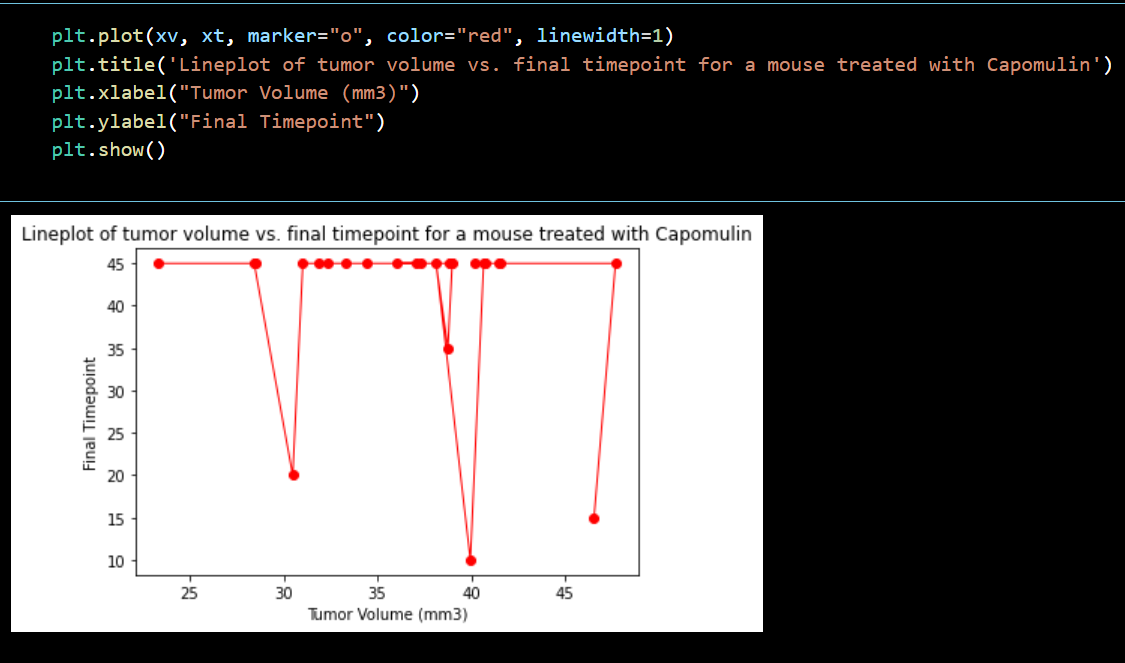 plt.plot(xv, xt, marker="o", color="red", linewidth=1)
plt.title('Lineplot of tumor volume vs. final timepoint for a mouse treated with Capomulin')
plt.xlabel("Tumor Volume (mm3)")
plt.ylabel("Final Timepoint")
plt.show()
Lineplot of tumor volume vs. final timepoint for a mouse treated with Capomulin
45
40
35
30
25
20
15
10
Final Timepoint
25 30 35 40 45
Tumor Volume (mm3)